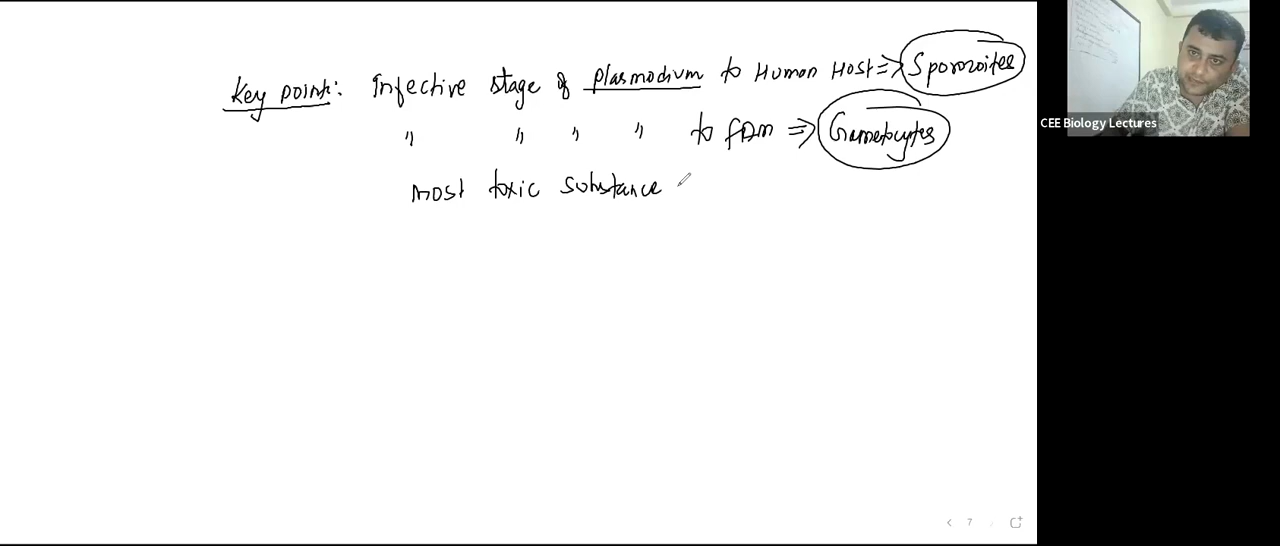 Key point: Infective stage of plasmodium to Human Host => Sporozoites
" " " " to FAM => Gametocytes
most toxic substance
CEE Biology Lectures
7